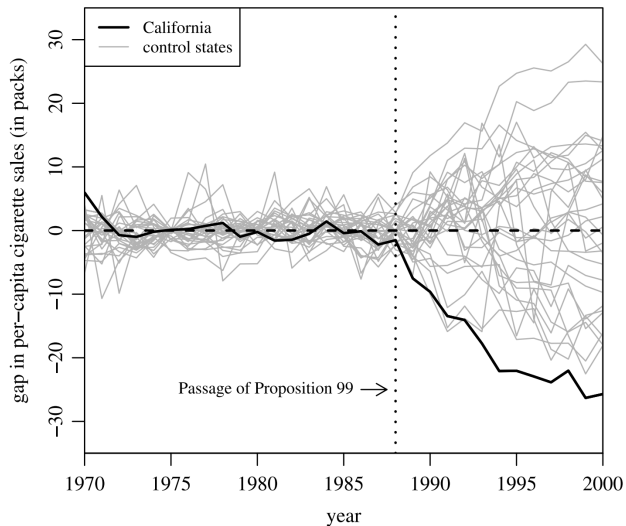 California
control states
gap in per−capita cigarette sales (in packs)
30
20
10
0
−10
−20
−30
Passage of Proposition 99
1970 1975 1980 1985 1990 1995 2000
year